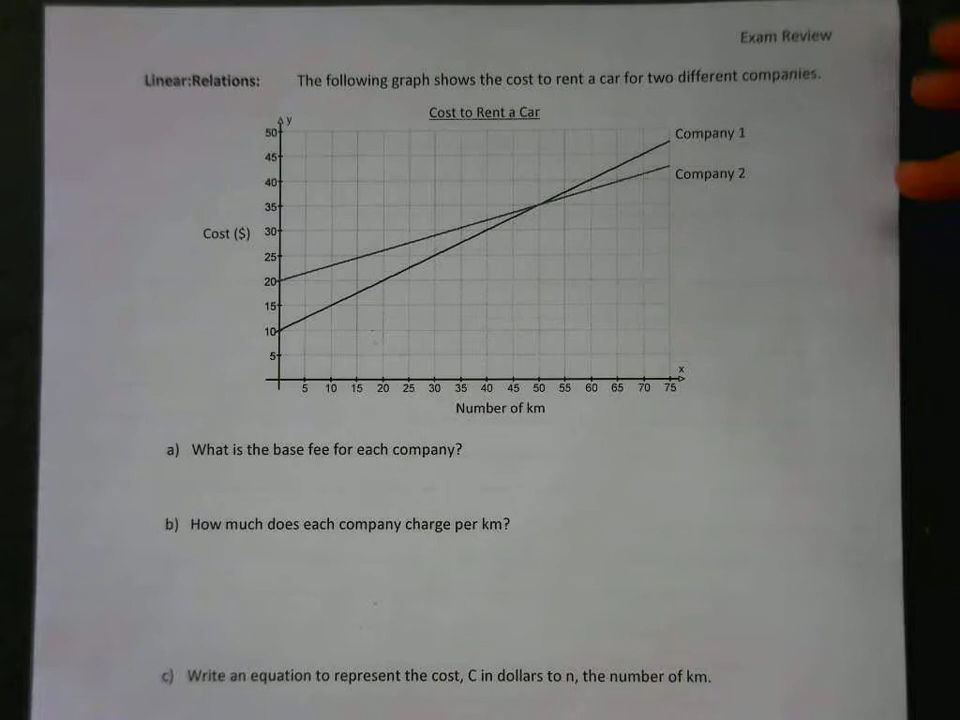 Exam Review
Linear:Relations: The following graph shows the cost to rent a car for two different companies.
Cost to Rent a Car
y
50
Company 1
45
40
Company 2
35
Cost ($) 30
25
20
15
10
5
x
5 10 15 20 25 30 35 40 45 50 55 60 65 70 75
Number of km
a) What is the base fee for each company?
b) How much does each company charge per km?
c) Write an equation to represent the cost, C in dollars to n, the number of km.